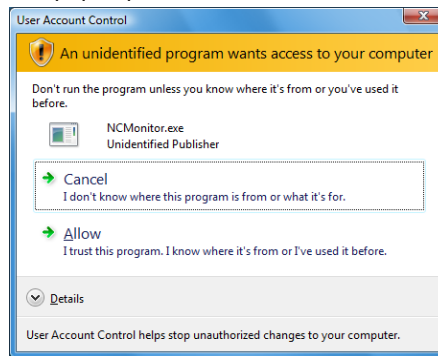 User Account Control
An unidentified program wants access to your computer
Don't run the program unless you know where it's from or you've used it
before.
NCMonitor.exe
Unidentified Publisher
Cancel
I don't know where this program is from or what it's for.
Allow
I trust this program. I know where it's from or I've used it before.
Details
User Account Control helps stop unauthorized changes to your computer.